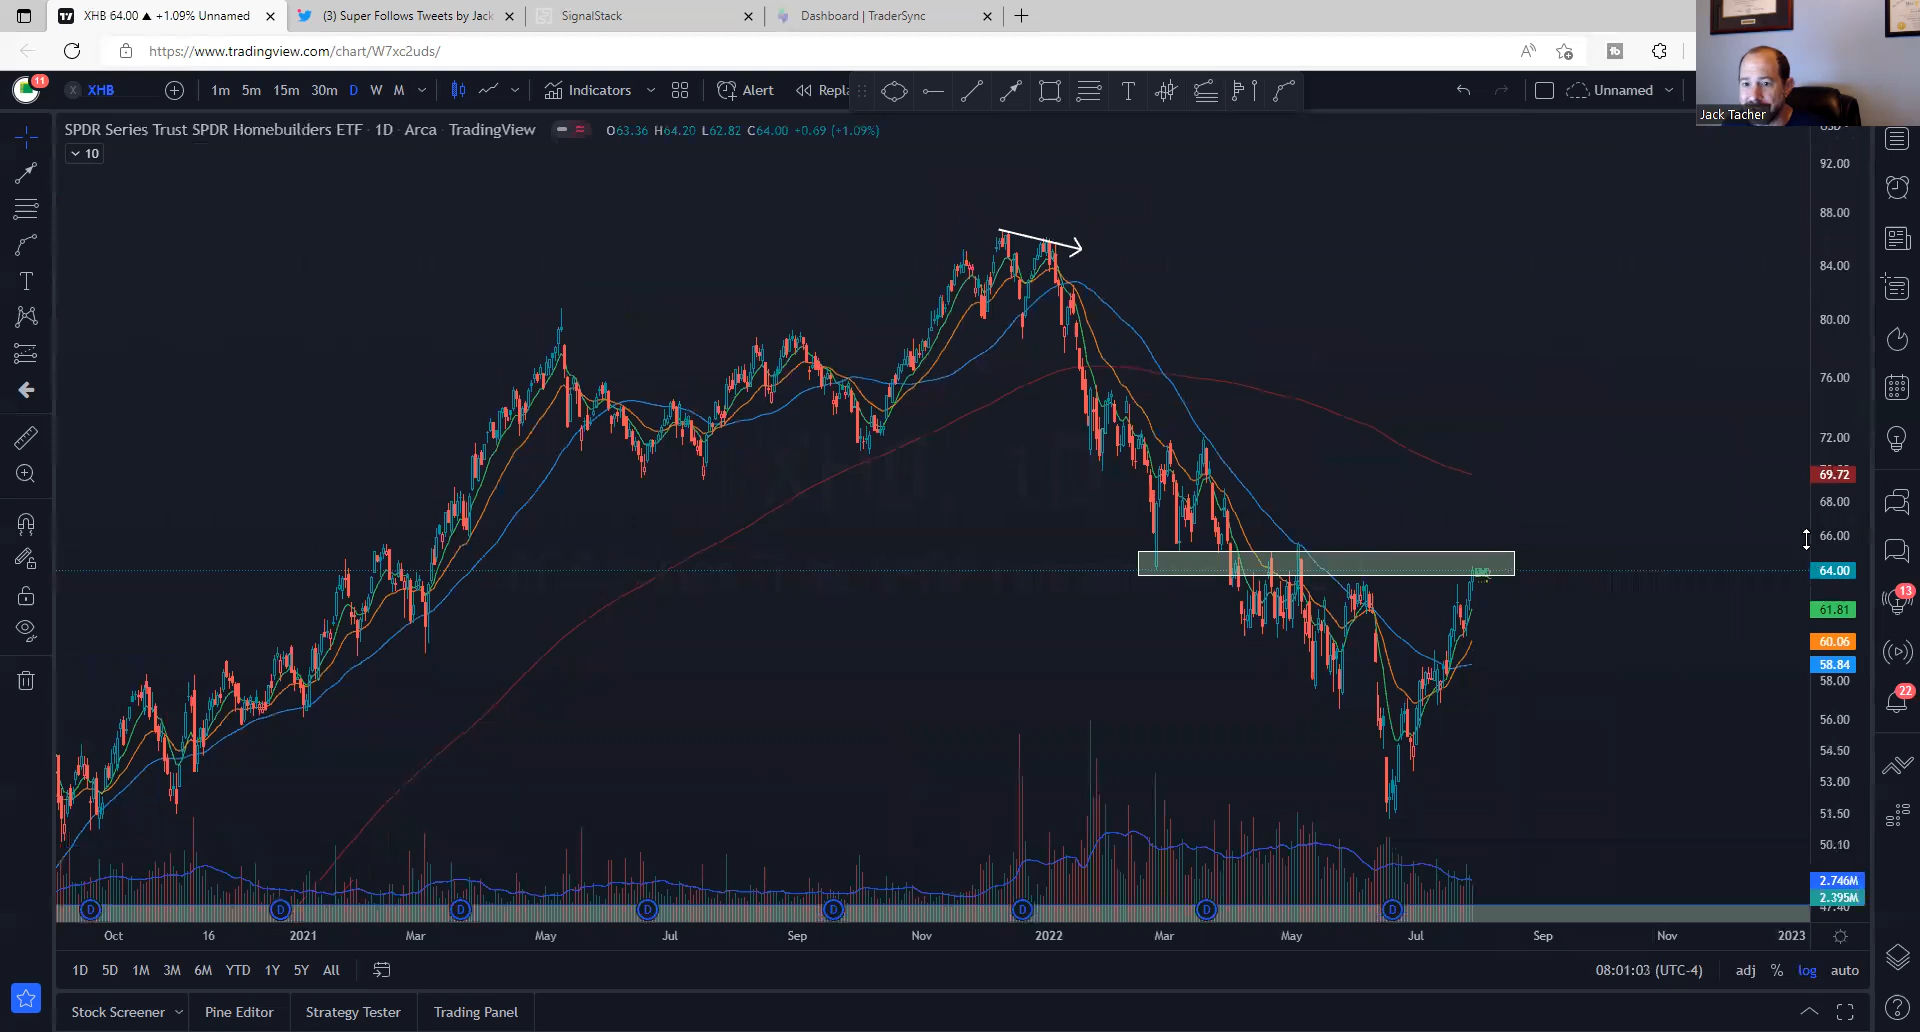 XHB 64.00 ▲ +1.09% Unnamed
(3) Super Follows Tweets by Jack
SignalStack
Dashboard | TraderSync
https://www.tradingview.com/chart/W7xc2uds/
11
XHB
1m 5m 15m 30m D W M
Indicators
Alert
Repla
Unnamed
Jack Tacher
SPDR Series Trust SPDR Homebuilders ETF · 1D · Arca · TradingView
O63.36 H64.20 L62.82 C64.00 +0.69 (+1.09%)
10
92.00
88.00
84.00
80.00
76.00
72.00
69.72
68.00
66.00
64.00
61.81
60.06
58.84
58.00
56.00
54.50
53.00
51.50
50.10
2.746M
2.395M
47.40
13
22
D D D D D D D D
Oct 16 2021 Mar May Jul Sep Nov 2022 Mar May Jul Sep Nov 2023
1D 5D 1M 3M 6M YTD 1Y 5Y All
08:01:03 (UTC-4) adj % log auto
Stock Screener Pine Editor Strategy Tester Trading Panel